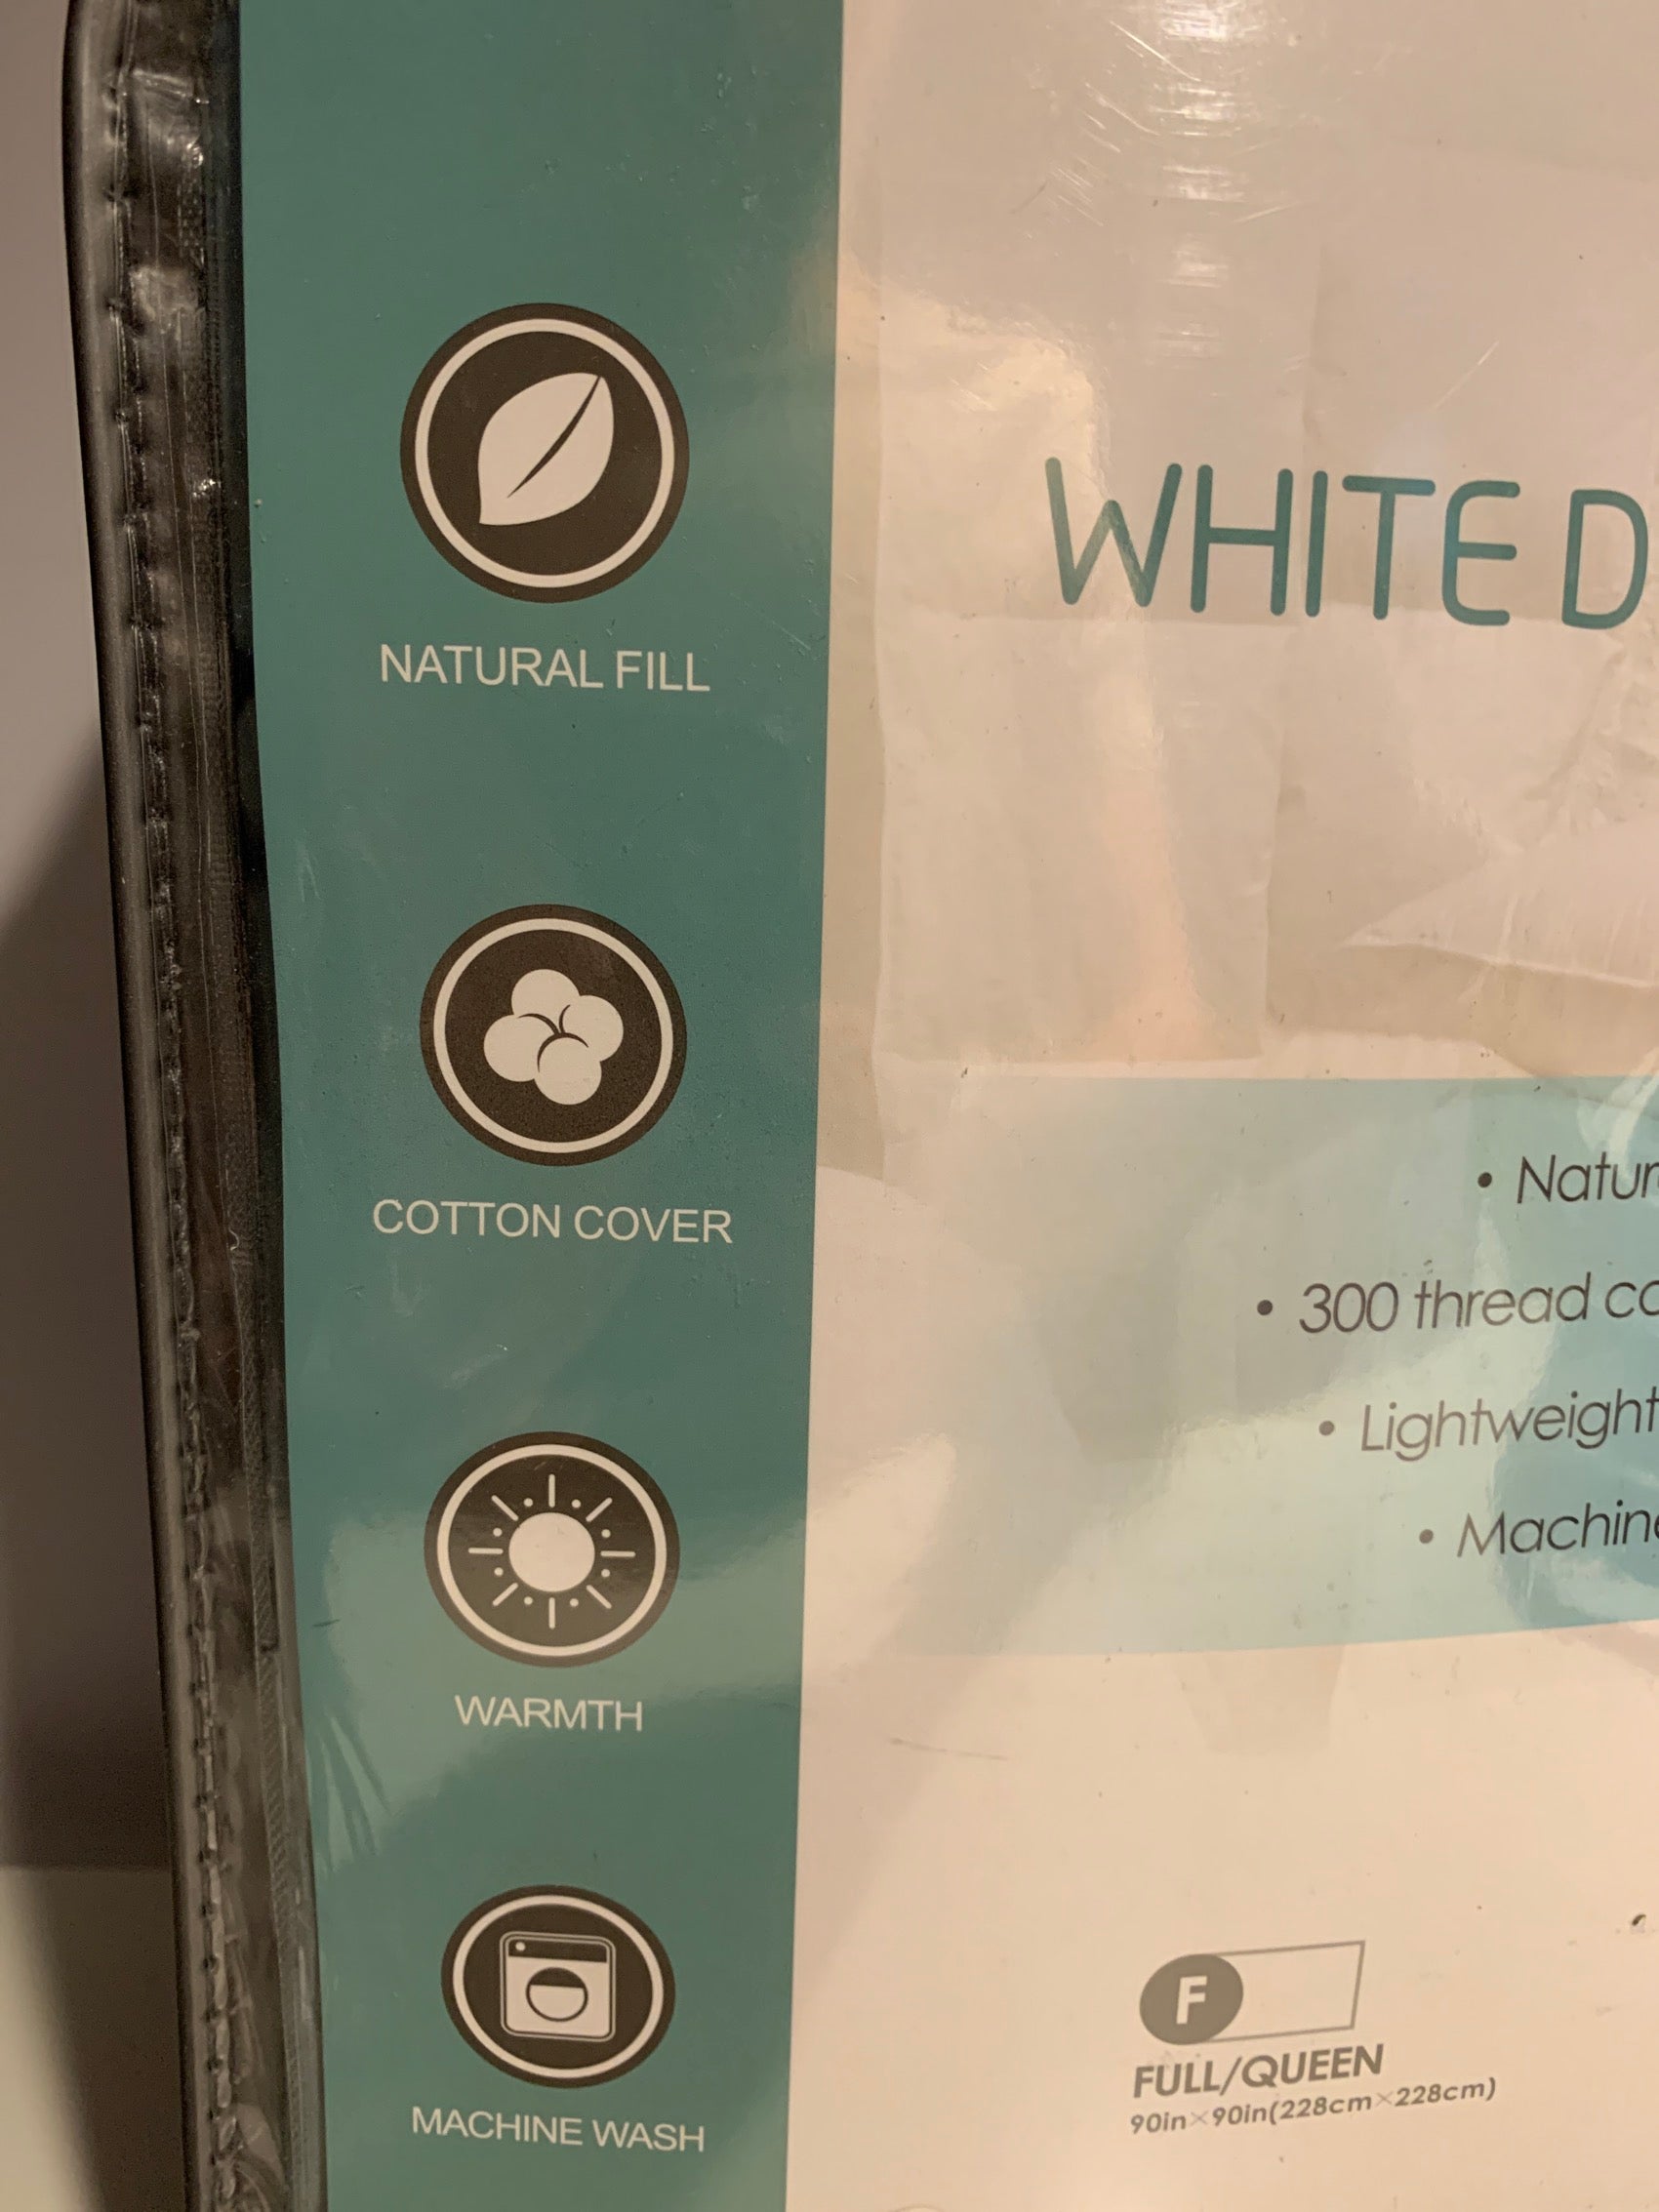 NATURAL FILL
COTTON COVER
WARMTH
MACHINE WASH
WHITE D
• Natur
• 300 thread co
• Lightweight
• Machine
F
FULL/QUEEN
90in×90in(228cm×228cm)